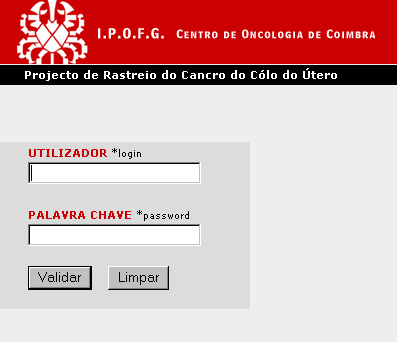 I.P.O.F.G. CENTRO DE ONCOLOGIA DE COIMBRA
Projecto de Rastreio do Cancro do Cólo do Útero
UTILIZADOR *login
PALAVRA CHAVE *password
Validar Limpar